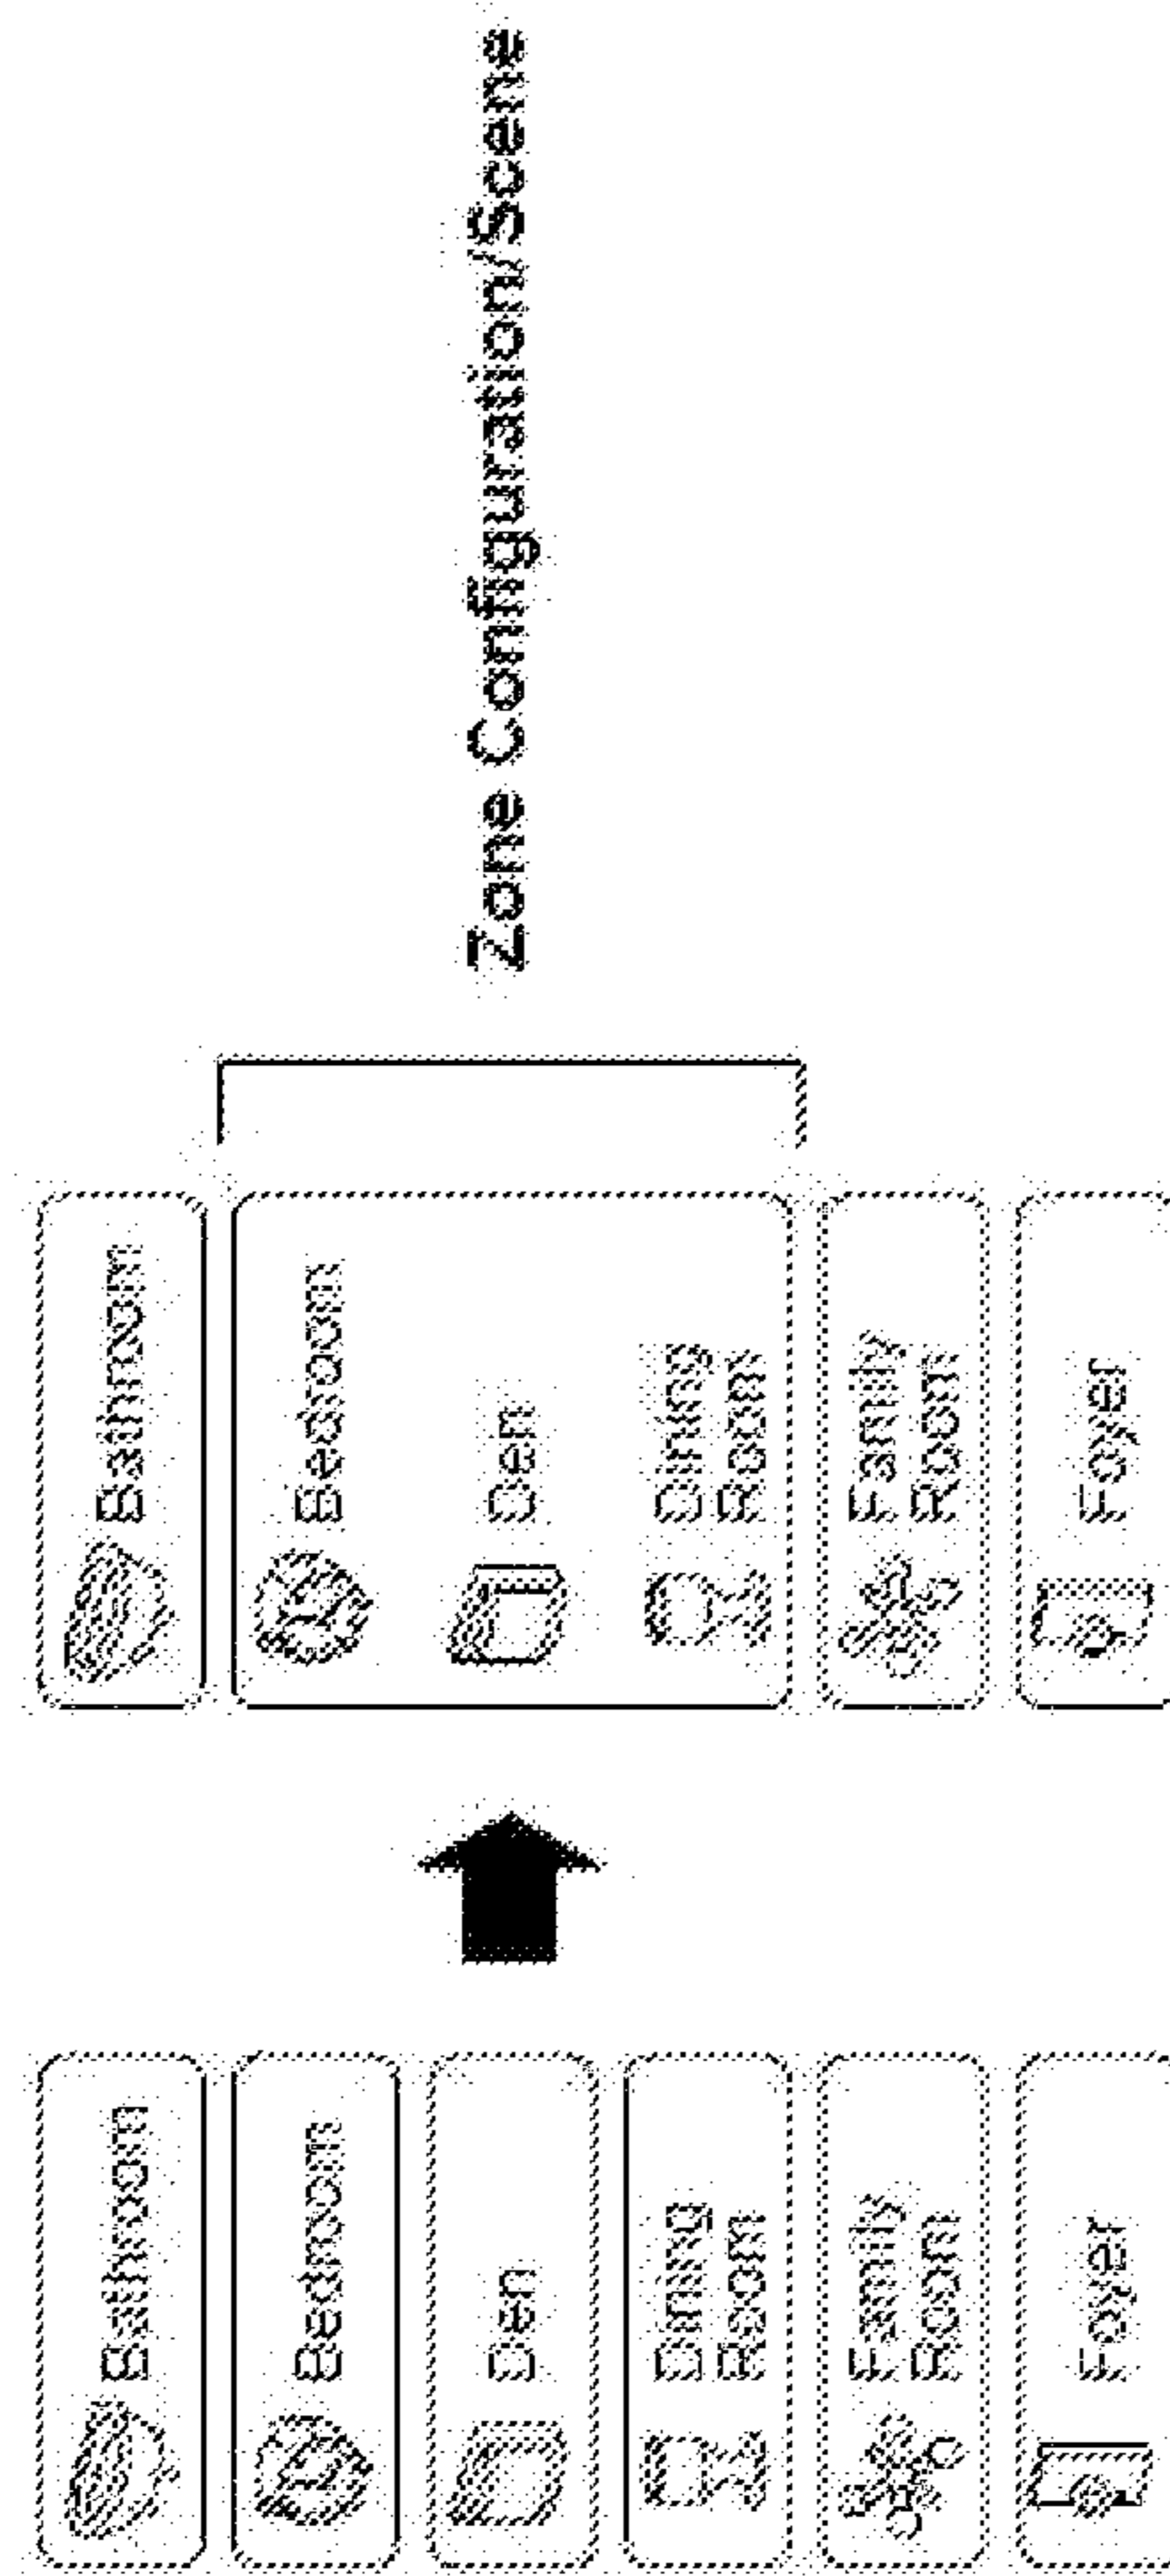 Bathroom
Bedroom
Den
Dining
Room
Family
Room
Foyer
Bathroom
Bedroom
Den
Dining
Room
Family
Room
Foyer
Zone Configuration/Scene